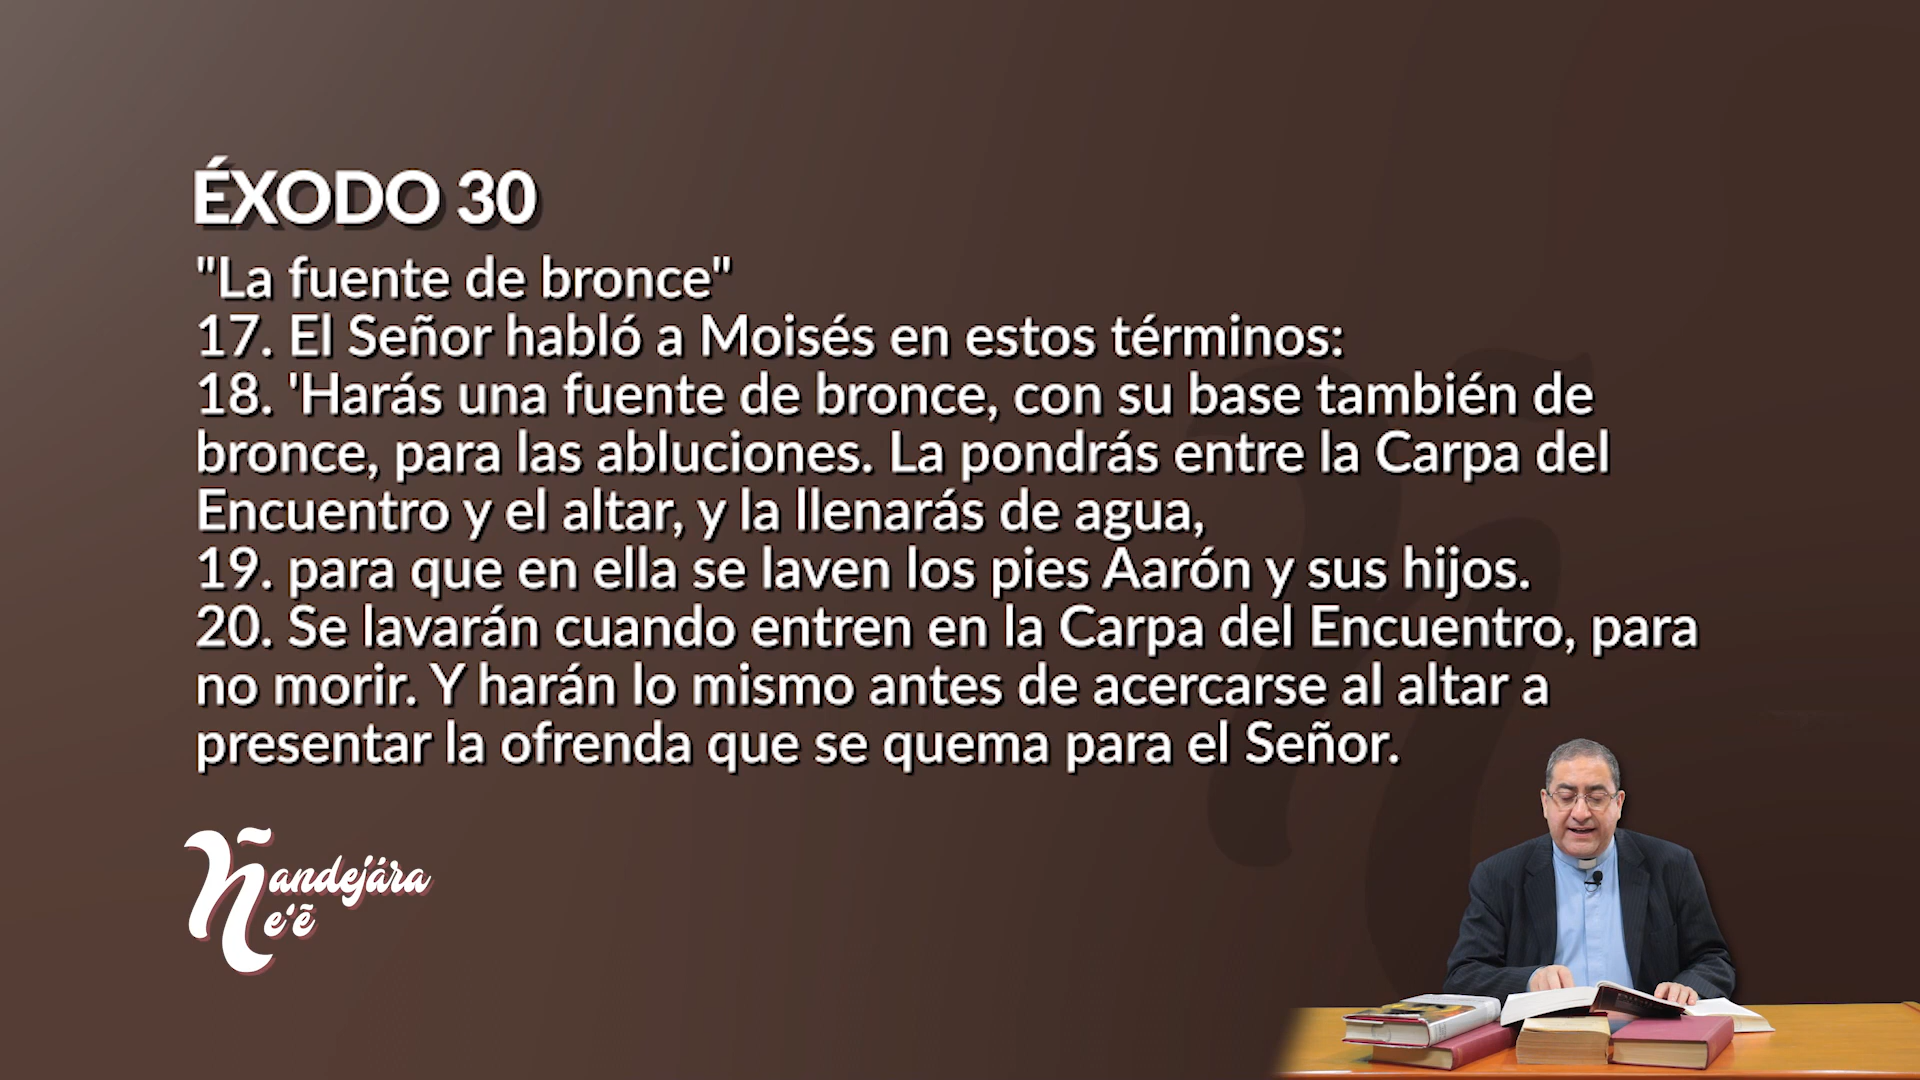 ÉXODO 30
"La fuente de bronce"
17. El Señor habló a Moisés en estos términos:
18. 'Harás una fuente de bronce, con su base también de
bronce, para las abluciones. La pondrás entre la Carpa del
Encuentro y el altar, y la llenarás de agua,
19. para que en ella se laven los pies Aarón y sus hijos.
20. Se lavarán cuando entren en la Carpa del Encuentro, para
no morir. Y harán lo mismo antes de acercarse al altar a
presentar la ofrenda que se quema para el Señor.
Ñandejára
Ñe'ẽ